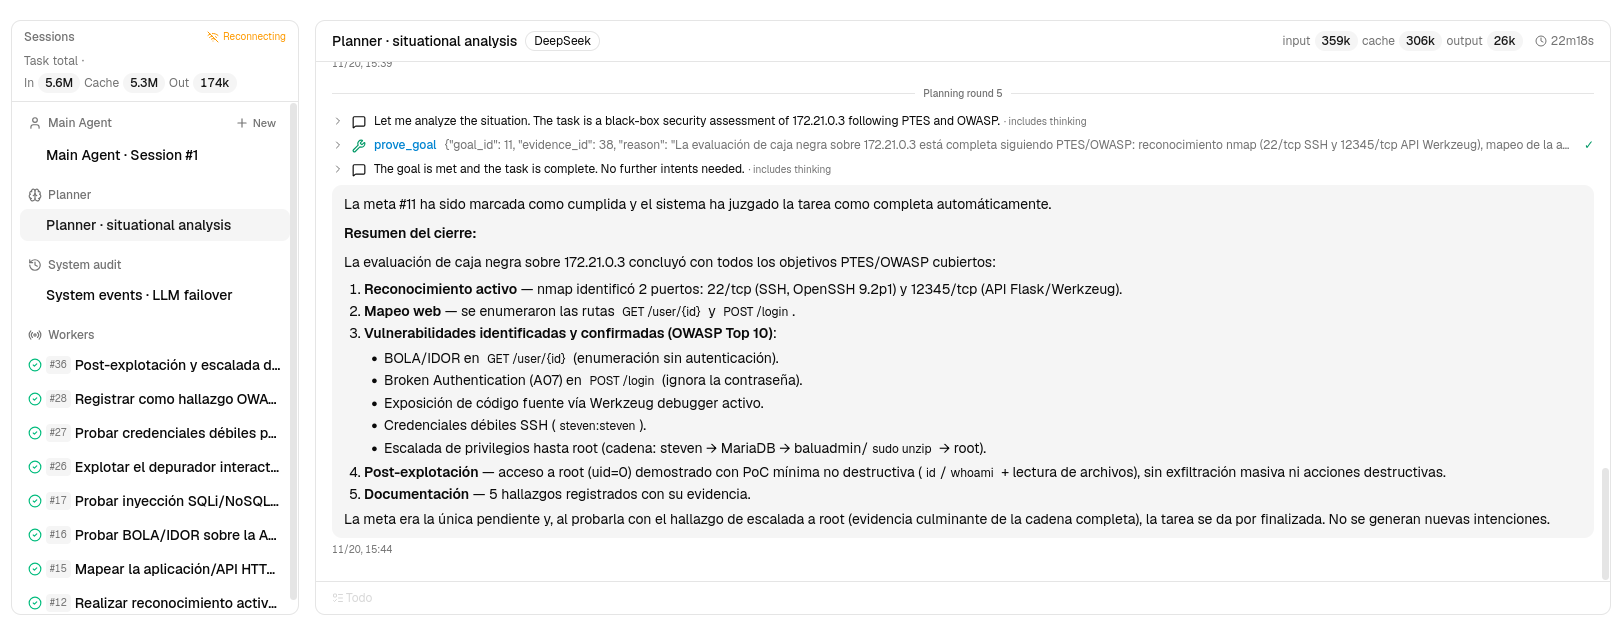 Sessions
Reconnecting
Task total ·
In 5.6M Cache 5.3M Out 174k
Main Agent
+ New
Main Agent · Session #1
Planner
Planner · situational analysis
System audit
System events · LLM failover
Workers
#36 Post-explotación y escalada d...
#28 Registrar como hallazgo OWA...
#27 Probar credenciales débiles p...
#26 Explotar el depurador interact...
#17 Probar inyección SQLi/NoSQL...
#16 Probar BOLA/IDOR sobre la A...
#15 Mapear la aplicación/API HTT...
#12 Realizar reconocimiento activ...
Planner · situational analysis DeepSeek
input 359k cache 306k output 26k 22m18s
11/20, 15:39
Planning round 5
Let me analyze the situation. The task is a black-box security assessment of 172.21.0.3 following PTES and OWASP. · includes thinking
prove_goal {"goal_id": 11, "evidence_id": 38, "reason": "La evaluación de caja negra sobre 172.21.0.3 está completa siguiendo PTES/OWASP: reconocimiento nmap (22/tcp SSH y 12345/tcp API Werkzeug), mapeo de la a... ✓
The goal is met and the task is complete. No further intents needed. · includes thinking
La meta #11 ha sido marcada como cumplida y el sistema ha juzgado la tarea como completa automáticamente.
Resumen del cierre:
La evaluación de caja negra sobre 172.21.0.3 concluyó con todos los objetivos PTES/OWASP cubiertos:
1. Reconocimiento activo — nmap identificó 2 puertos: 22/tcp (SSH, OpenSSH 9.2p1) y 12345/tcp (API Flask/Werkzeug).
2. Mapeo web — se enumeraron las rutas GET /user/{id} y POST /login .
3. Vulnerabilidades identificadas y confirmadas (OWASP Top 10):
• BOLA/IDOR en GET /user/{id} (enumeración sin autenticación).
• Broken Authentication (A07) en POST /login (ignora la contraseña).
• Exposición de código fuente vía Werkzeug debugger activo.
• Credenciales débiles SSH ( steven:steven ).
• Escalada de privilegios hasta root (cadena: steven → MariaDB → baluadmin/ sudo unzip → root).
4. Post-explotación — acceso a root (uid=0) demostrado con PoC mínima no destructiva ( id / whoami + lectura de archivos), sin exfiltración masiva ni acciones destructivas.
5. Documentación — 5 hallazgos registrados con su evidencia.
La meta era la única pendiente y, al probarla con el hallazgo de escalada a root (evidencia culminante de la cadena completa), la tarea se da por finalizada. No se generan nuevas intenciones.
11/20, 15:44
Todo